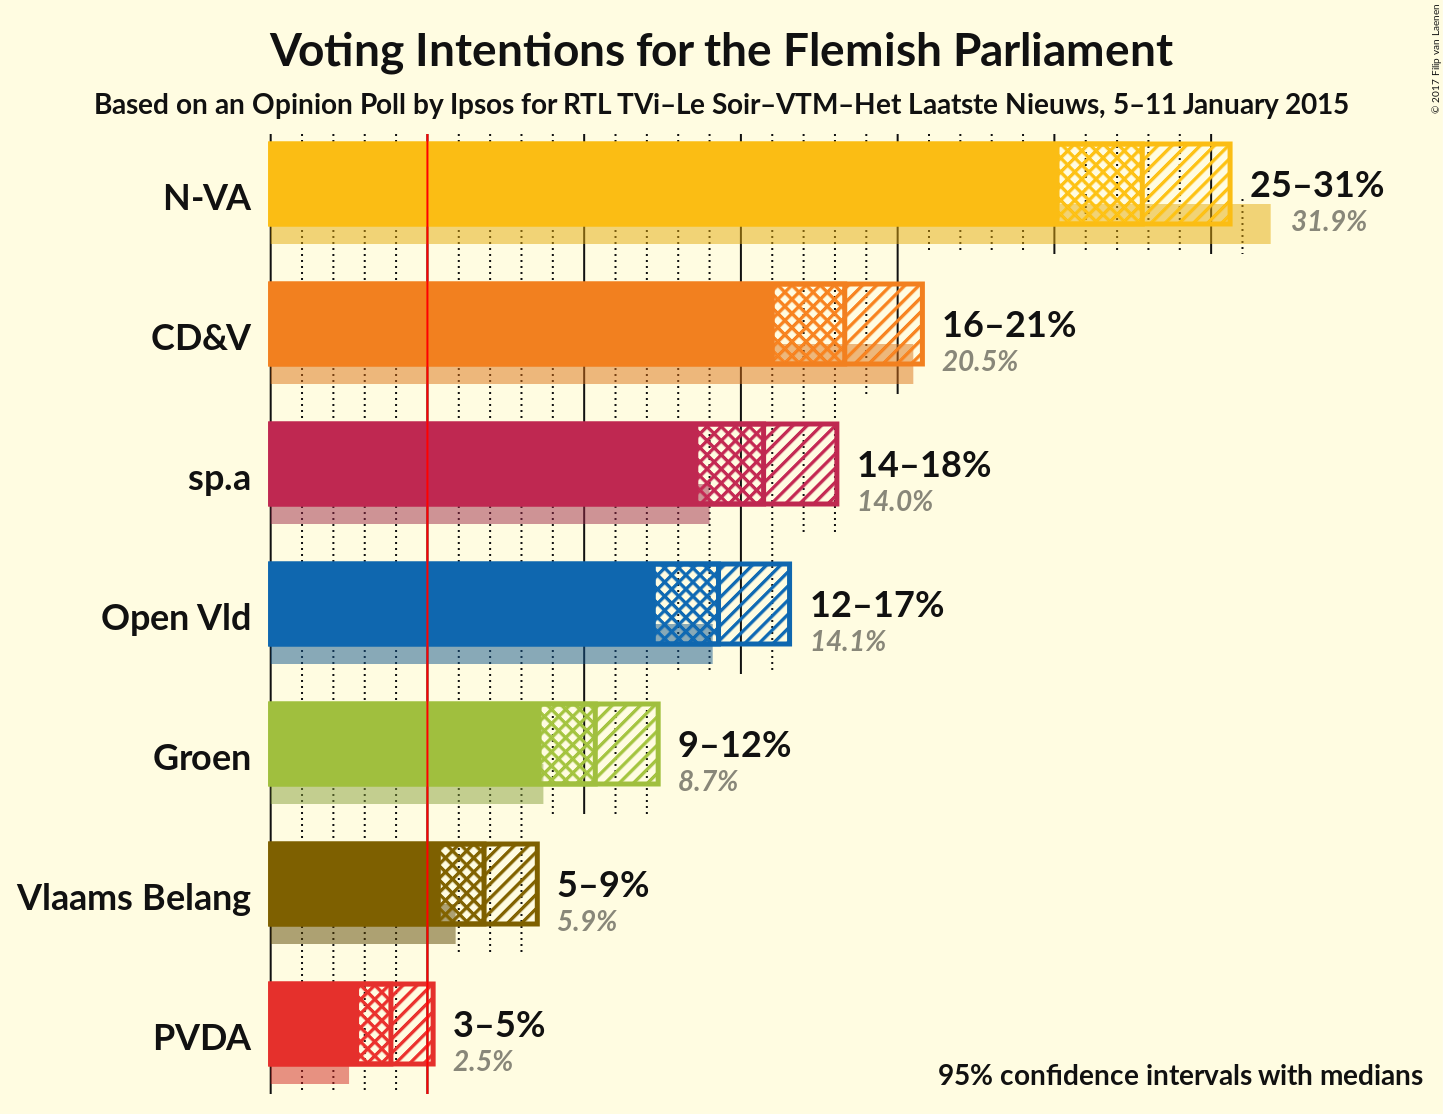 Voting Intentions for the Flemish Parliament
Based on an Opinion Poll by Ipsos for RTL TVi–Le Soir–VTM–Het Laatste Nieuws, 5–11 January 2015
© 2017 Filip van Laenen
N-VA
25–31%
31.9%
CD&V
16–21%
20.5%
sp.a
14–18%
14.0%
Open Vld
12–17%
14.1%
Groen
9–12%
8.7%
Vlaams Belang
5–9%
5.9%
PVDA
3–5%
2.5%
95% confidence intervals with medians